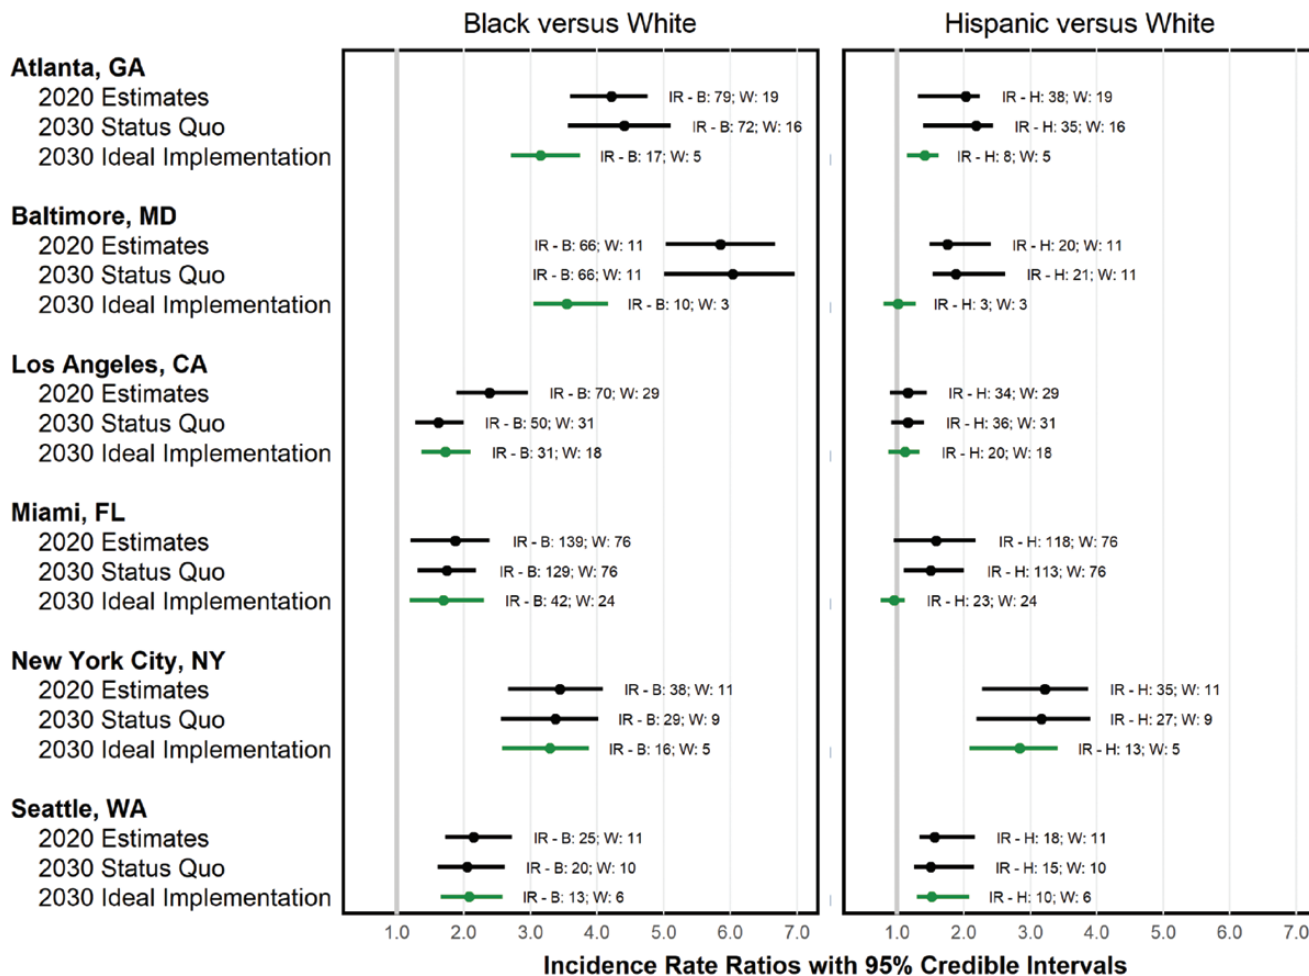 Black versus White Hispanic versus White
Atlanta, GA
2020 Estimates IR - B: 79; W: 19 IR - H: 38; W: 19
2030 Status Quo IR - B: 72; W: 16 IR - H: 35; W: 16
2030 Ideal Implementation IR - B: 17; W: 5 IR - H: 8; W: 5
Baltimore, MD
2020 Estimates IR - B: 66; W: 11 IR - H: 20; W: 11
2030 Status Quo IR - B: 66; W: 11 IR - H: 21; W: 11
2030 Ideal Implementation IR - B: 10; W: 3 IR - H: 3; W: 3
Los Angeles, CA
2020 Estimates IR - B: 70; W: 29 IR - H: 34; W: 29
2030 Status Quo IR - B: 50; W: 31 IR - H: 36; W: 31
2030 Ideal Implementation IR - B: 31; W: 18 IR - H: 20; W: 18
Miami, FL
2020 Estimates IR - B: 139; W: 76 IR - H: 118; W: 76
2030 Status Quo IR - B: 129; W: 76 IR - H: 113; W: 76
2030 Ideal Implementation IR - B: 42; W: 24 IR - H: 23; W: 24
New York City, NY
2020 Estimates IR - B: 38; W: 11 IR - H: 35; W: 11
2030 Status Quo IR - B: 29; W: 9 IR - H: 27; W: 9
2030 Ideal Implementation IR - B: 16; W: 5 IR - H: 13; W: 5
Seattle, WA
2020 Estimates IR - B: 25; W: 11 IR - H: 18; W: 11
2030 Status Quo IR - B: 20; W: 10 IR - H: 15; W: 10
2030 Ideal Implementation IR - B: 13; W: 6 IR - H: 10; W: 6
1.0 2.0 3.0 4.0 5.0 6.0 7.0 1.0 2.0 3.0 4.0 5.0 6.0 7.0
Incidence Rate Ratios with 95% Credible Intervals